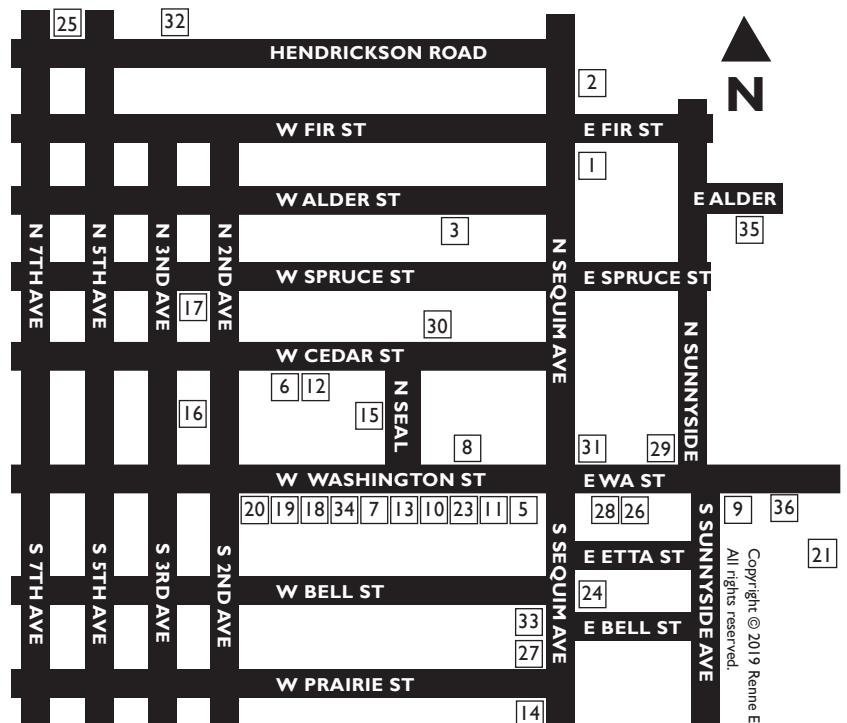 25
32
HENDRICKSON ROAD
2
N
W FIR ST
E FIR ST
1
W ALDER ST
E ALDER
3
35
N 7TH AVE
N 5TH AVE
N 3ND AVE
N 2ND AVE
N SEQUIM AVE
W SPRUCE ST
E SPRUCE ST
17
30
N SUNNYSIDE
W CEDAR ST
6
12
15
N SEAL
16
8
31
29
W WASHINGTON ST
E WA ST
20
19
18
34
7
13
10
23
11
5
28
26
9
36
S 7TH AVE
S 5TH AVE
S 3RD AVE
S 2ND AVE
S SEQUIM AVE
S SUNNYSIDE AVE
E ETTA ST
21
W BELL ST
24
33
E BELL ST
27
W PRAIRIE ST
14
Copyright © 2019 Renne E
All rights reserved.